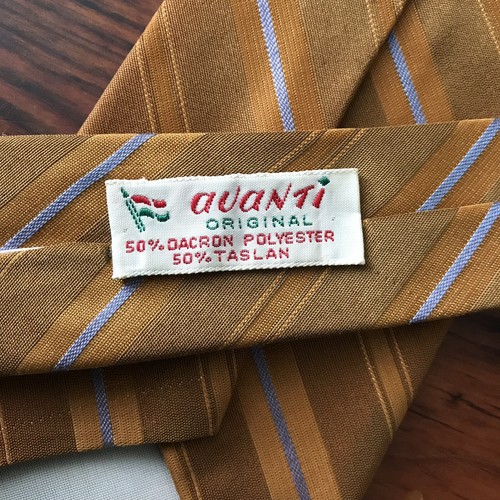 avanti
ORIGINAL
50% DACRON POLYESTER
50% TASLAN